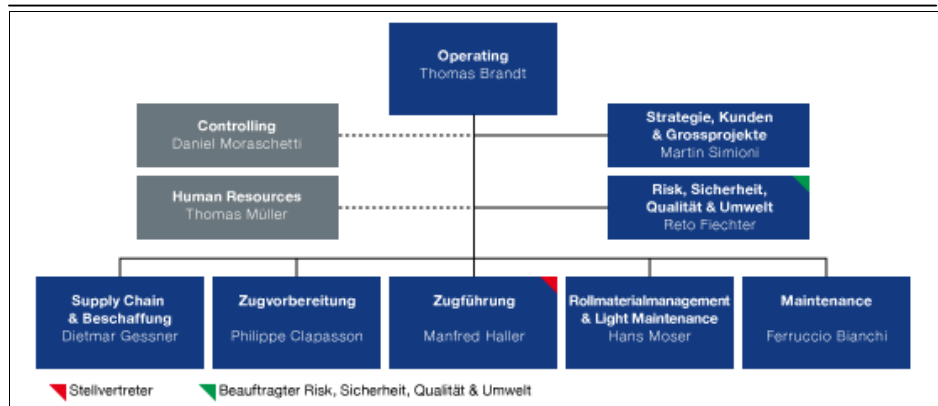 Operating
Thomas Brandt
Controlling
Daniel Moraschetti
Strategie, Kunden
& Grossprojekte
Martin Simioni
Human Resources
Thomas Müller
Risk, Sicherheit,
Qualität & Umwelt
Reto Fiechter
Supply Chain
& Beschaffung
Dietmar Gessner
Zugvorbereitung
Philippe Clapasson
Zugführung
Manfred Haller
Rollmaterialmanagement
& Light Maintenance
Hans Moser
Maintenance
Ferruccio Bianchi
Stellvertreter
Beauftragter Risk, Sicherheit, Qualität & Umwelt